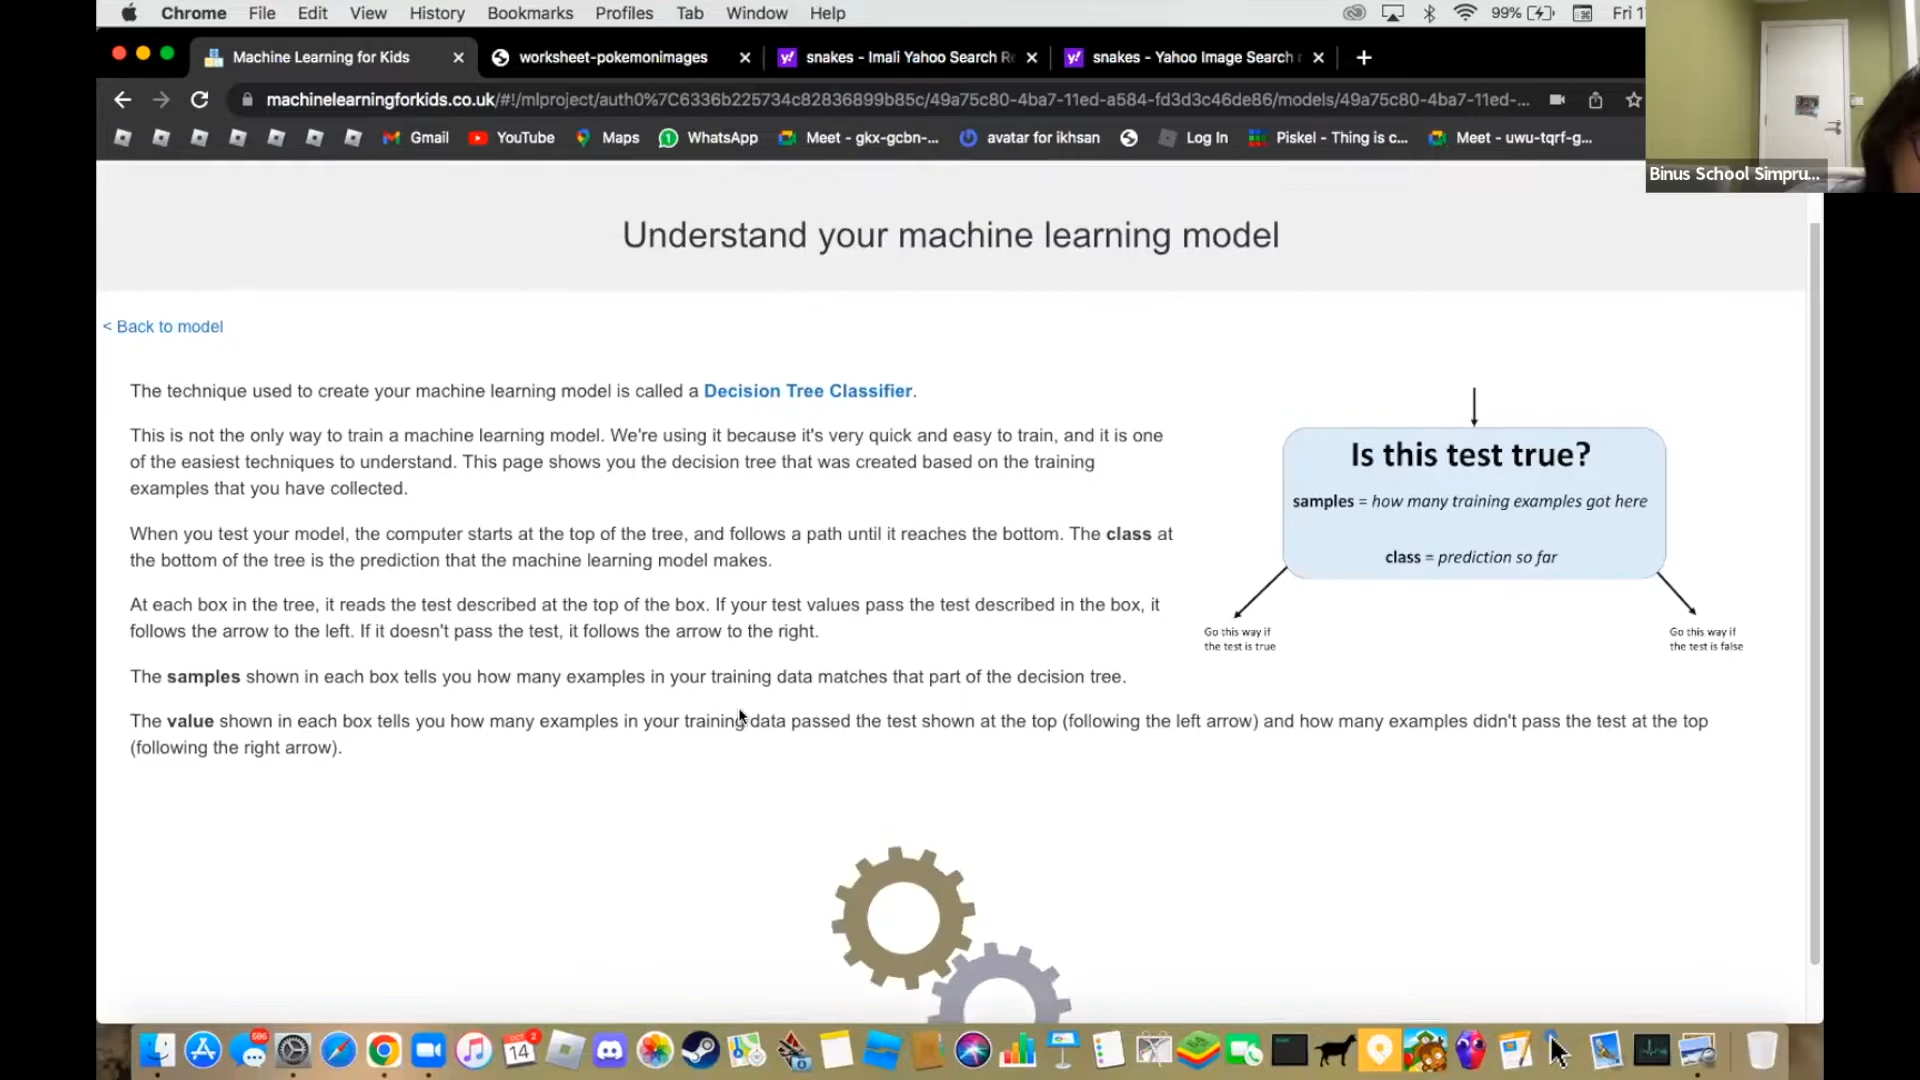 Chrome File Edit View History Bookmarks Profiles Tab Window Help 99% Fri 1
Machine Learning for Kids worksheet-pokemonimages snakes - Imali Yahoo Search Re snakes - Yahoo Image Search r
machinelearningforkids.co.uk/#!/mlproject/auth0%7C6336b225734c82836899b85c/49a75c80-4ba7-11ed-a584-fd3d3c46de86/models/49a75c80-4ba7-11ed-...
Gmail YouTube Maps WhatsApp Meet - gkx-gcbn-... avatar for ikhsan Log In Piskel - Thing is c... Meet - uwu-tqrf-g...
Binus School Simpru...
Understand your machine learning model
< Back to model
The technique used to create your machine learning model is called a Decision Tree Classifier.
This is not the only way to train a machine learning model. We're using it because it's very quick and easy to train, and it is one
of the easiest techniques to understand. This page shows you the decision tree that was created based on the training
examples that you have collected.
When you test your model, the computer starts at the top of the tree, and follows a path until it reaches the bottom. The class at
the bottom of the tree is the prediction that the machine learning model makes.
At each box in the tree, it reads the test described at the top of the box. If your test values pass the test described in the box, it
follows the arrow to the left. If it doesn't pass the test, it follows the arrow to the right.
The samples shown in each box tells you how many examples in your training data matches that part of the decision tree.
The value shown in each box tells you how many examples in your training data passed the test shown at the top (following the left arrow) and how many examples didn't pass the test at the top
(following the right arrow).
Is this test true?
samples = how many training examples got here
class = prediction so far
Go this way if
the test is true
Go this way if
the test is false
14
2